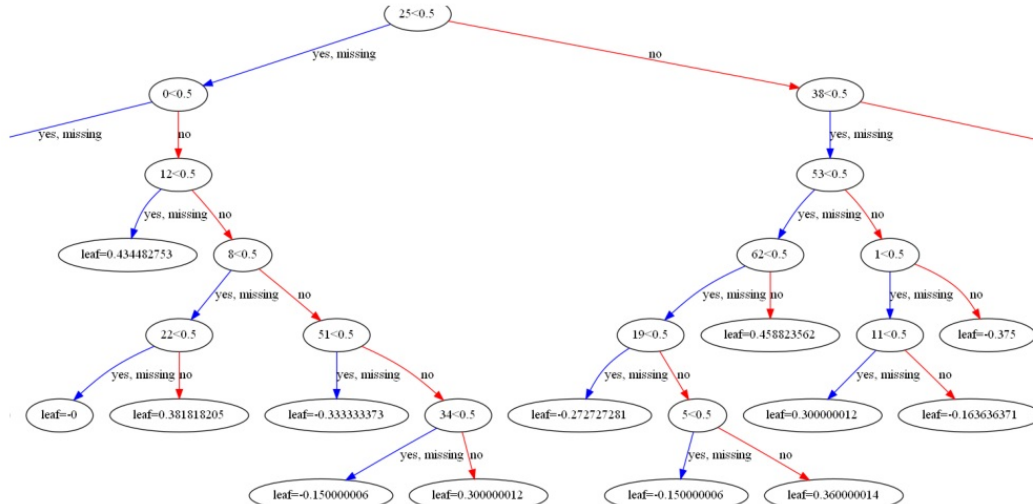 25<0.5
yes, missing
no
0<0.5
38<0.5
yes, missing
no
yes, missing
12<0.5
53<0.5
yes, missing
no
yes, missing
no
leaf=0.434482753
8<0.5
62<0.5
1<0.5
yes, missing
no
yes, missing
no
yes, missing
no
22<0.5
51<0.5
19<0.5
leaf=0.458823562
11<0.5
leaf=-0.375
yes, missing
no
yes, missing
no
yes, missing
no
yes, missing
no
leaf=-0
leaf=0.381818205
leaf=-0.333333373
34<0.5
leaf=-0.272727281
5<0.5
leaf=0.300000012
leaf=-0.163636371
yes, missing
no
yes, missing
no
leaf=-0.150000006
leaf=0.300000012
leaf=-0.150000006
leaf=0.360000014